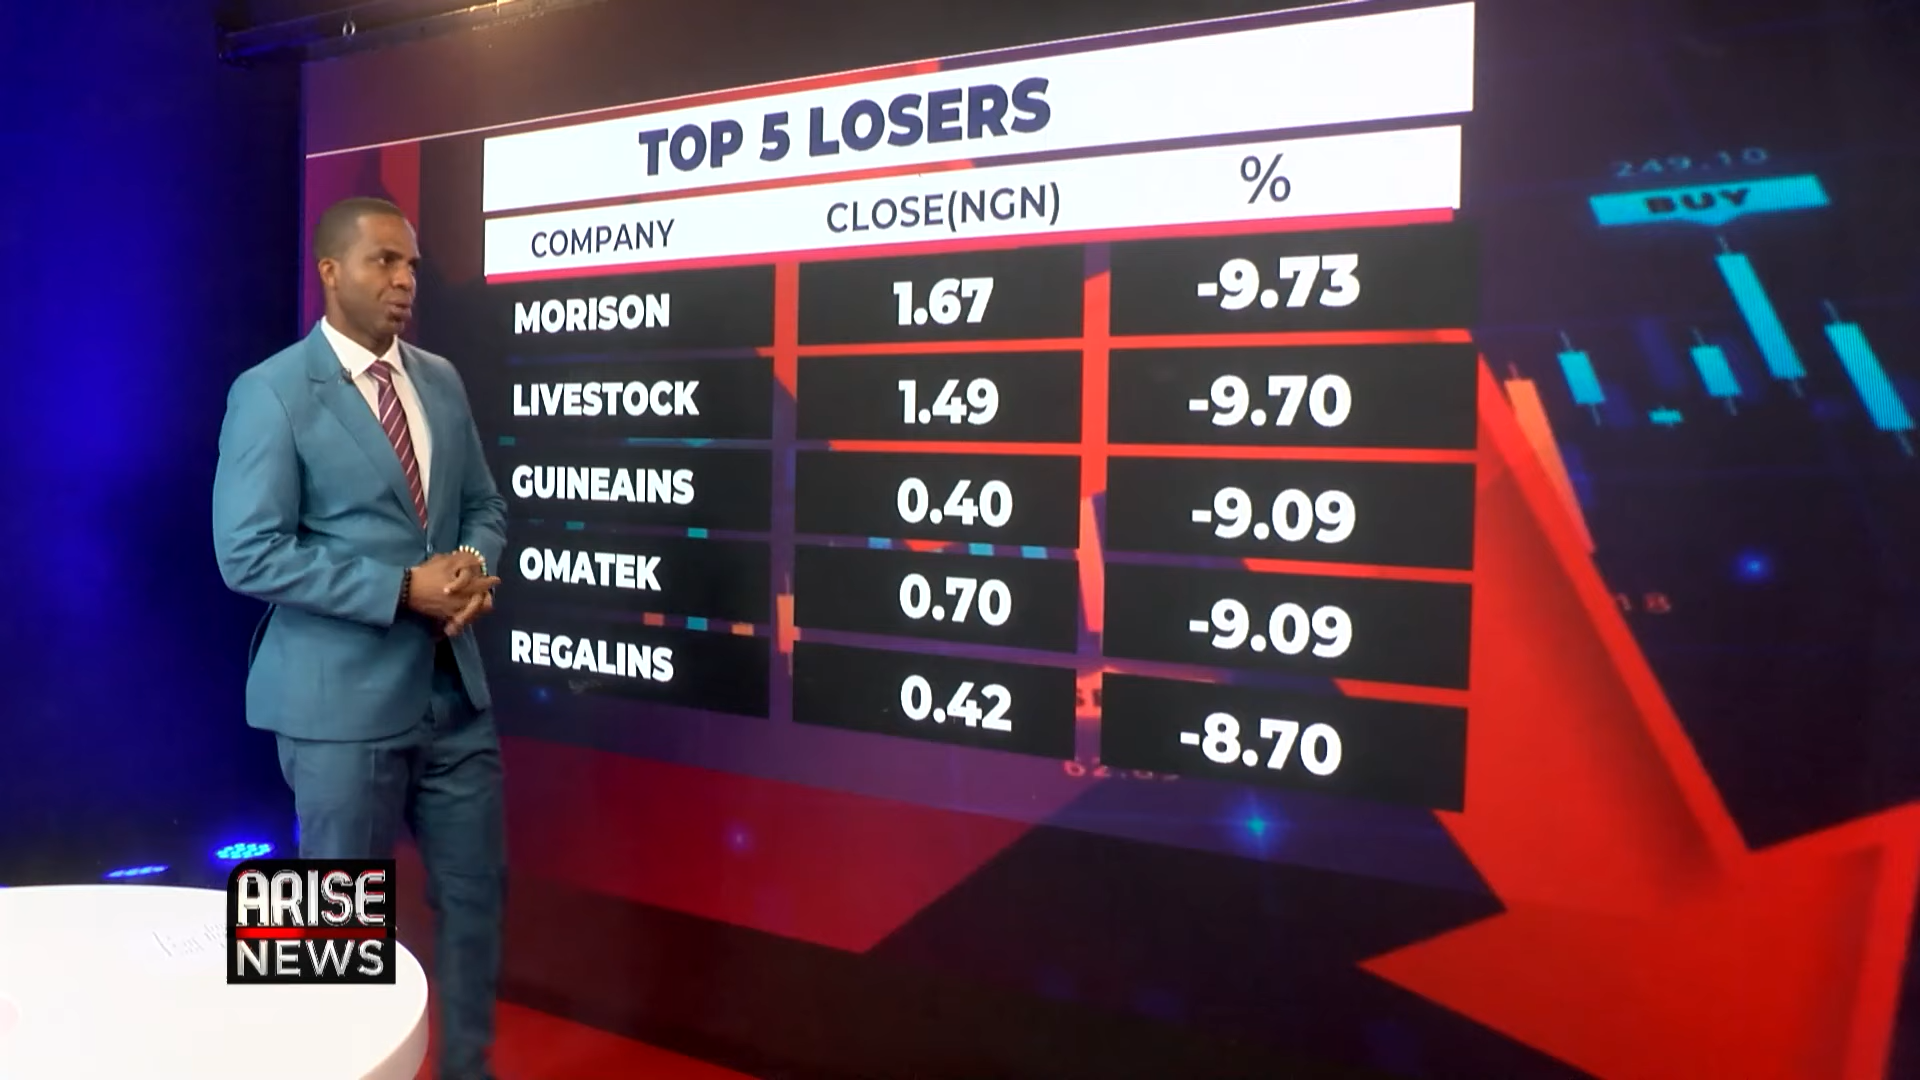 TOP 5 LOSERS
COMPANY CLOSE(NGN) %
MORISON 1.67 -9.73
LIVESTOCK 1.49 -9.70
GUINEAINS 0.40 -9.09
OMATEK 0.70 -9.09
REGALINS 0.42 -8.70
249.10
BUY
ARISE
NEWS